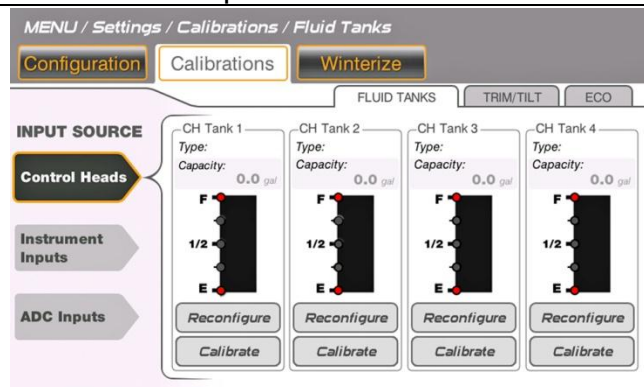 MENU / Settings / Calibrations / Fluid Tanks
Configuration Calibrations Winterize
FLUID TANKS TRIM/TILT ECO
INPUT SOURCE
Control Heads
Instrument
Inputs
ADC Inputs
CH Tank 1
Type:
Capacity:
0.0 gal
F
1/2
E
Reconfigure
Calibrate
CH Tank 2
Type:
Capacity:
0.0 gal
F
1/2
E
Reconfigure
Calibrate
CH Tank 3
Type:
Capacity:
0.0 gal
F
1/2
E
Reconfigure
Calibrate
CH Tank 4
Type:
Capacity:
0.0 gal
F
1/2
E
Reconfigure
Calibrate